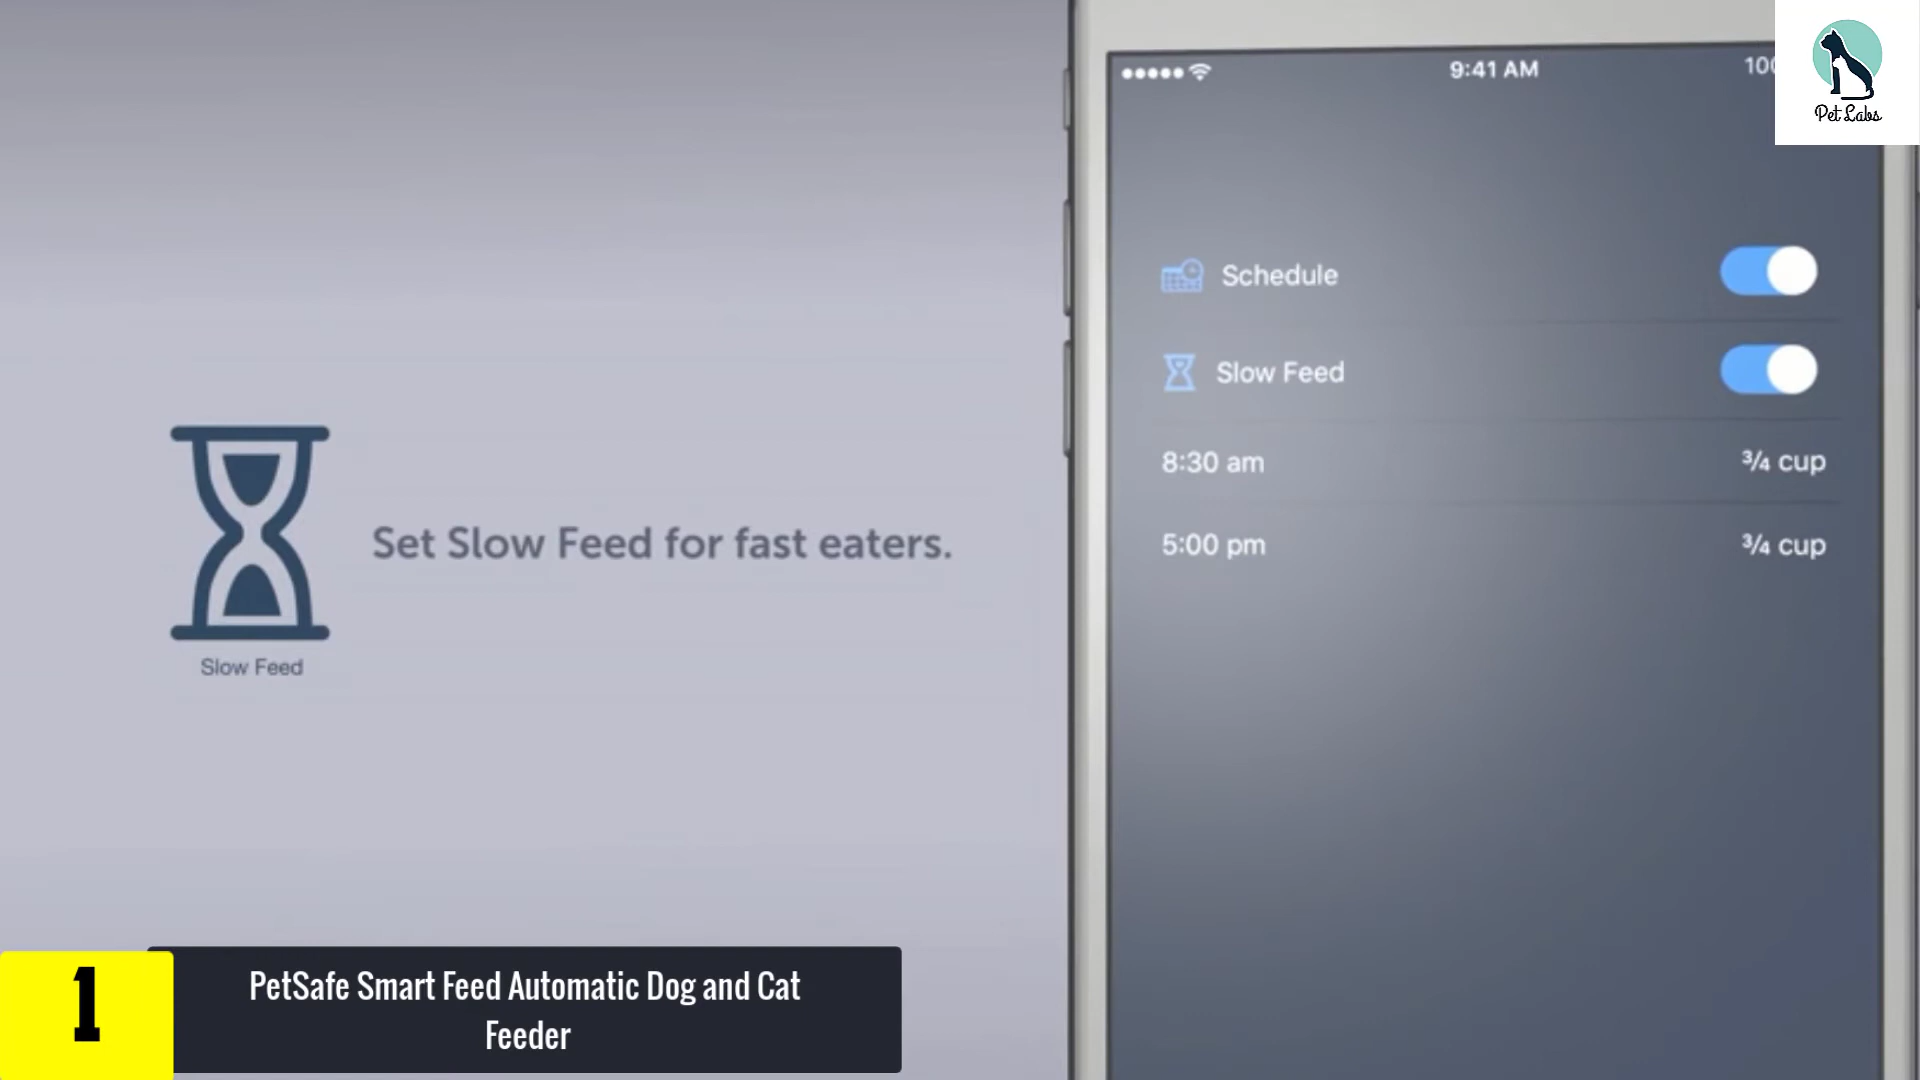 9:41 AM
100
Pet Labs
Schedule
Slow Feed
8:30 am
¾ cup
5:00 pm
¾ cup
Set Slow Feed for fast eaters.
Slow Feed
1
PetSafe Smart Feed Automatic Dog and Cat
Feeder